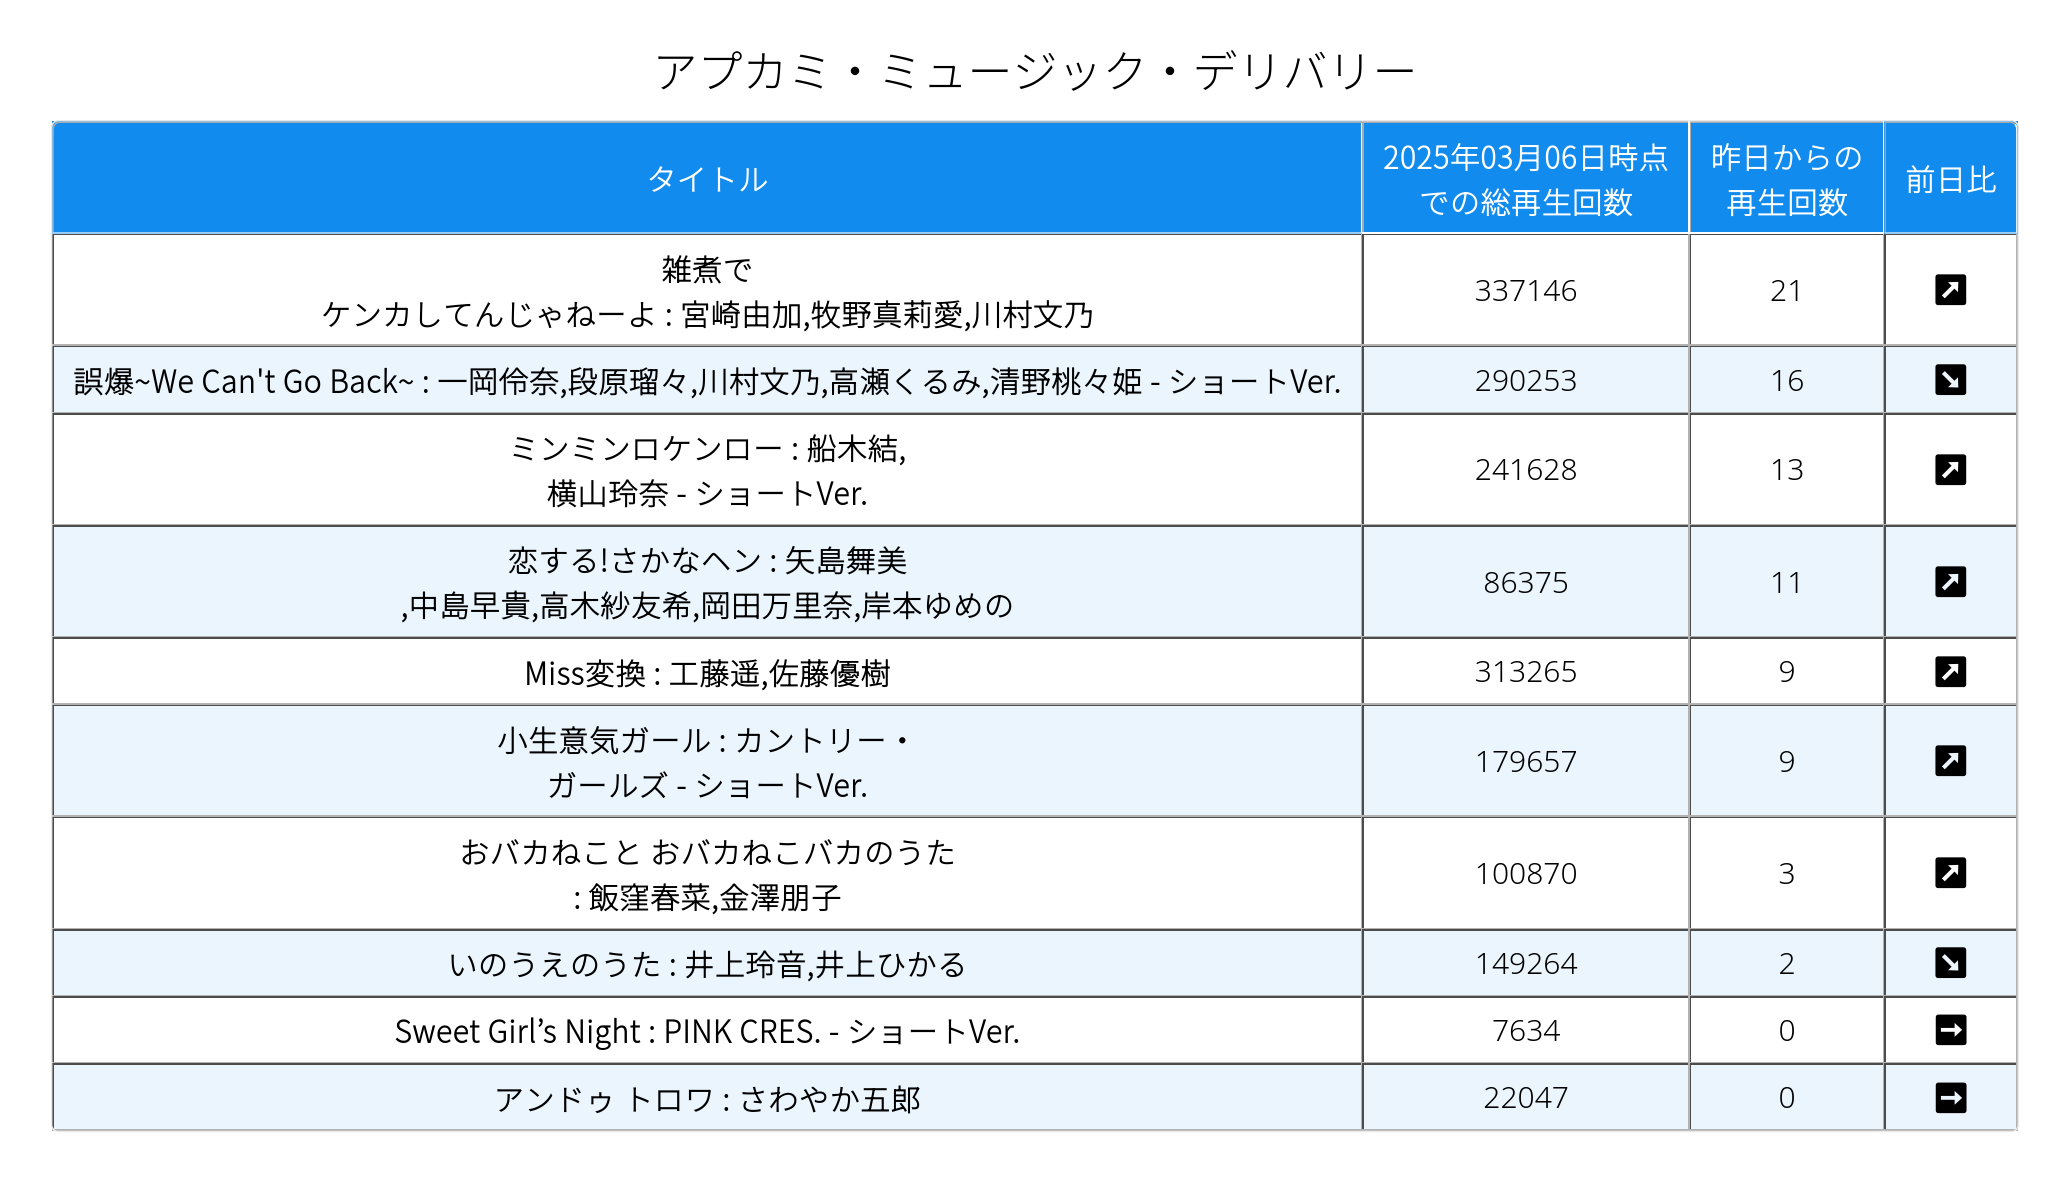 アプカミ・ミュージック・デリバリー
タイトル
2025年03月06日時点
での総再生回数
昨日からの
再生回数
前日比
雑煮で
ケンカしてんじゃねーよ : 宮崎由加,牧野真莉愛,川村文乃
337146
21
誤爆~We Can't Go Back~ : 一岡伶奈,段原瑠々,川村文乃,高瀬くるみ,清野桃々姫 - ショートVer.
290253
16
ミンミンロケンロー : 船木結,
横山玲奈 - ショートVer.
241628
13
恋する!さかなヘン : 矢島舞美
,中島早貴,高木紗友希,岡田万里奈,岸本ゆめの
86375
11
Miss変換 : 工藤遥,佐藤優樹
313265
9
小生意気ガール : カントリー・
ガールズ - ショートVer.
179657
9
おバカねこと おバカねこバカのうた
: 飯窪春菜,金澤朋子
100870
3
いのうえのうた : 井上玲音,井上ひかる
149264
2
Sweet Girl’s Night : PINK CRES. - ショートVer.
7634
0
アンドゥ トロワ : さわやか五郎
22047
0